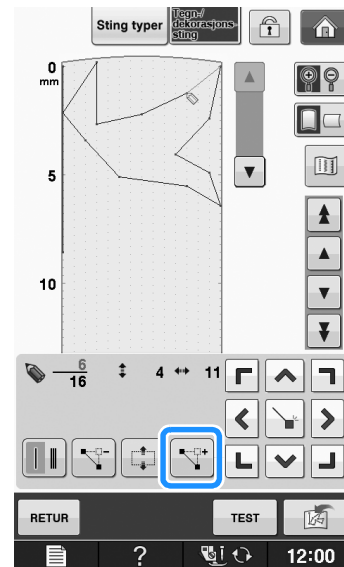 Sting typer
Tegn-/
dekorasjons-
sting
0
mm
5
10
6
16
4
11
RETUR
TEST
?
12:00